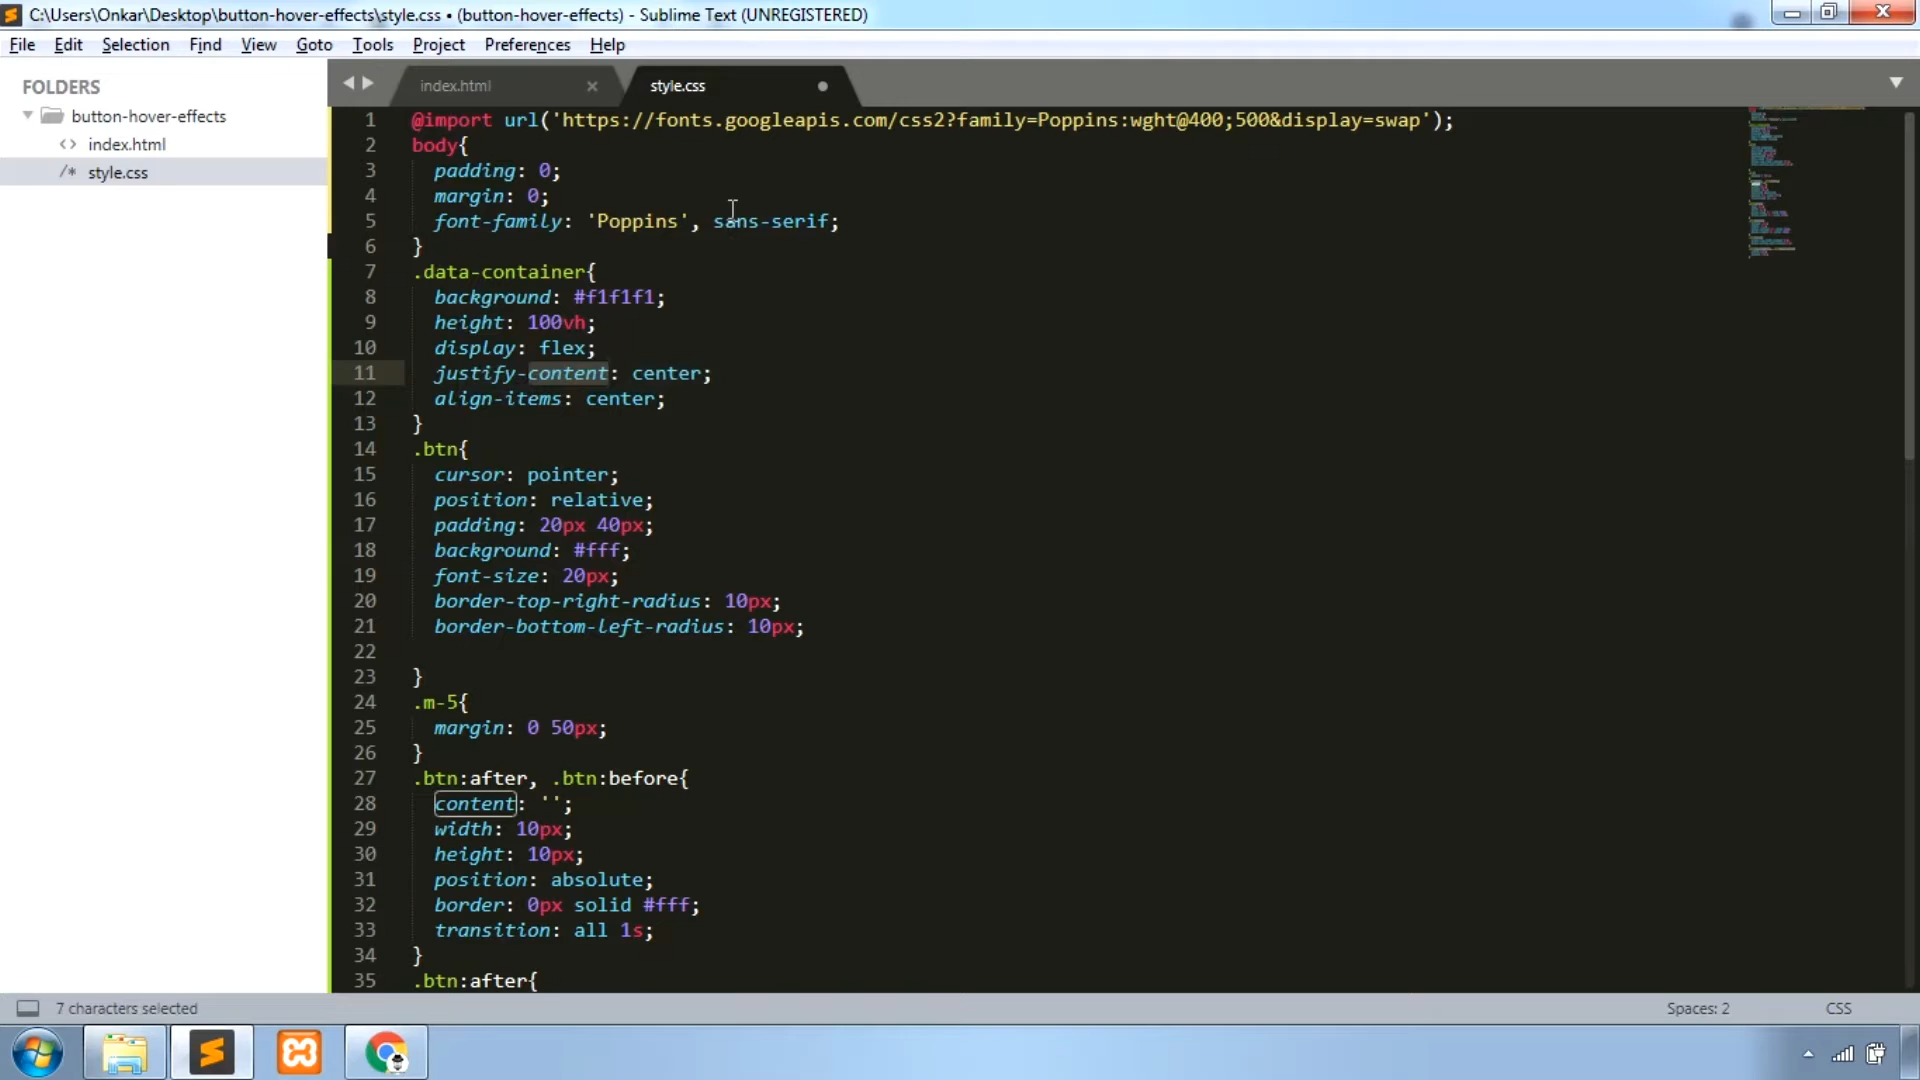 C:\Users\Onkar\Desktop\button-hover-effects\style.css • (button-hover-effects) - Sublime Text (UNREGISTERED)
File Edit Selection Find View Goto Tools Project Preferences Help
FOLDERS
button-hover-effects
<> index.html
/* style.css
index.html × style.css
1 @import url('https://fonts.googleapis.com/css2?family=Poppins:wght@400;500&display=swap');
2 body{
3 padding: 0;
4 margin: 0;
5 font-family: 'Poppins', sans-serif;
6 }
7 .data-container{
8 background: #f1f1f1;
9 height: 100vh;
10 display: flex;
11 justify-content: center;
12 align-items: center;
13 }
14 .btn{
15 cursor: pointer;
16 position: relative;
17 padding: 20px 40px;
18 background: #fff;
19 font-size: 20px;
20 border-top-right-radius: 10px;
21 border-bottom-left-radius: 10px;
22
23 }
24 .m-5{
25 margin: 0 50px;
26 }
27 .btn:after, .btn:before{
28 content: '';
29 width: 10px;
30 height: 10px;
31 position: absolute;
32 border: 0px solid #fff;
33 transition: all 1s;
34 }
35 .btn:after{
7 characters selected
Spaces: 2
CSS